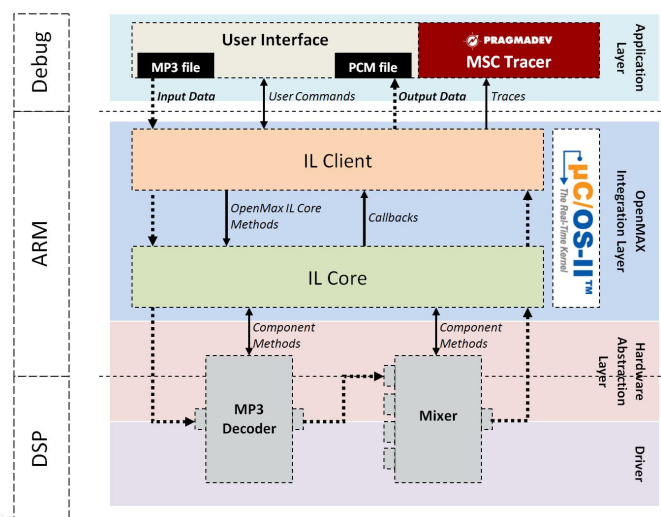 Debug
User Interface
MP3 file
PCM file
PRAGMADEV
MSC Tracer
Application
Layer
Input Data
User Commands
Output Data
Traces
ARM
IL Client
OpenMax IL Core
Methods
Callbacks
IL Core
µC/OS-II™
The Real-Time Kernel
OpenMAX
Integration Layer
Component
Methods
Component
Methods
Hardware
Abstraction
Layer
DSP
MP3
Decoder
Mixer
Driver